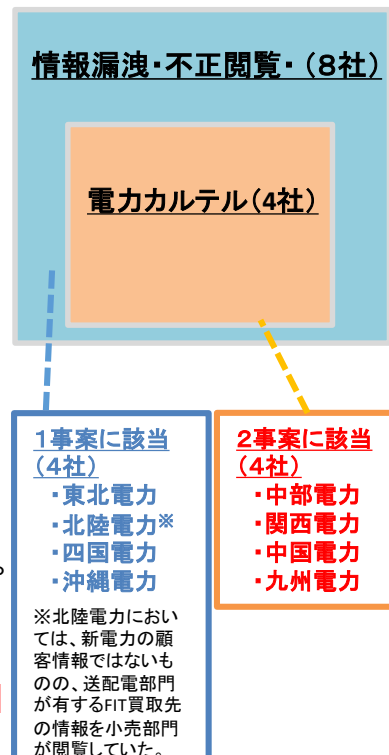 情報漏洩・不正閲覧・（８社）
電力カルテル（4社）
１事案に該当
（４社）
・東北電力
・北陸電力※
・四国電力
・沖縄電力
※北陸電力におい
ては、新電力の顧
客情報ではないも
のの、送配電部門
が有するFIT買取先
の情報を小売部門
が閲覧していた。
２事案に該当
（４社）
・中部電力
・関西電力
・中国電力
・九州電力
。